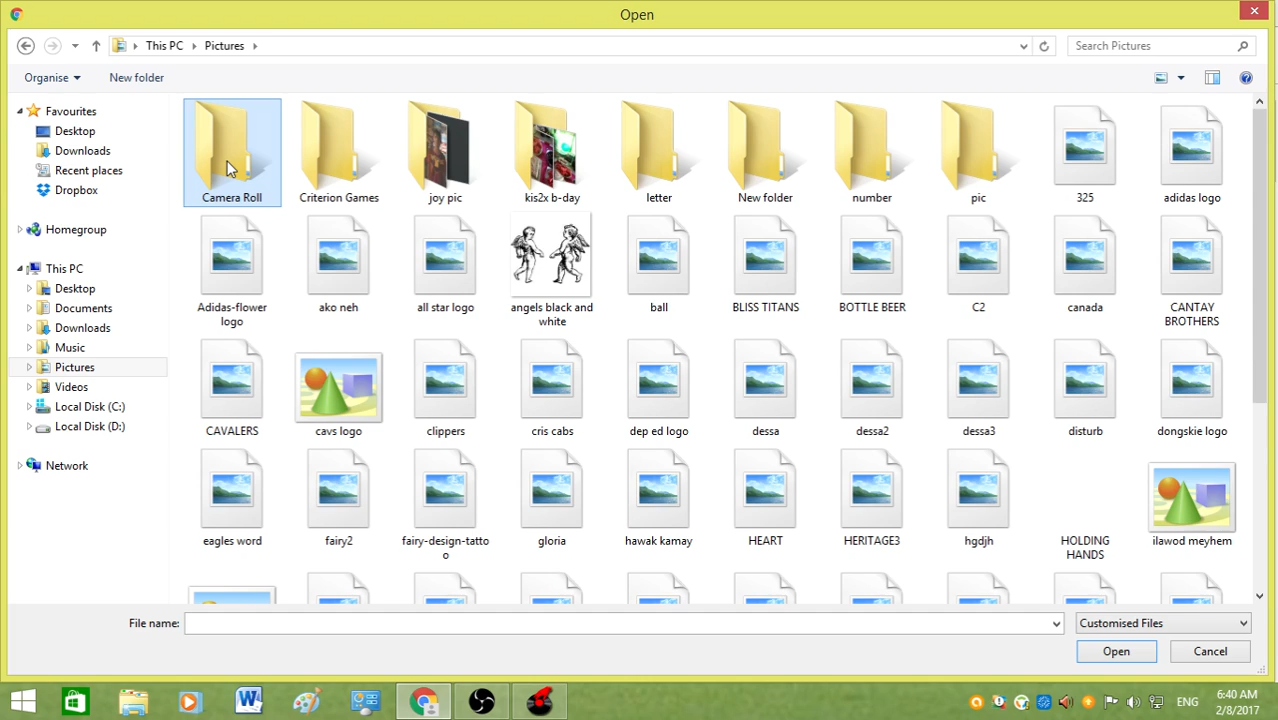 Open
This PC Pictures
Search Pictures
Organise New folder
Favourites
Desktop
Downloads
Recent places
Dropbox
Homegroup
This PC
Desktop
Documents
Downloads
Music
Pictures
Videos
Local Disk (C:)
Local Disk (D:)
Network
Camera Roll Criterion Games joy pic kis2x b-day letter New folder number pic 325 adidas logo
Adidas-flower logo ako neh all star logo angels black and white ball BLISS TITANS BOTTLE BEER C2 canada CANTAY BROTHERS
CAVALERS cavs logo clippers cris cabs dep ed logo dessa dessa2 dessa3 disturb dongskie logo
eagles word fairy2 fairy-design-tattoo gloria hawak kamay HEART HERITAGE3 hgdjh HOLDING HANDS ilawod meyhem
File name: Customised Files
Open Cancel
ENG
6:40 AM
2/8/2017